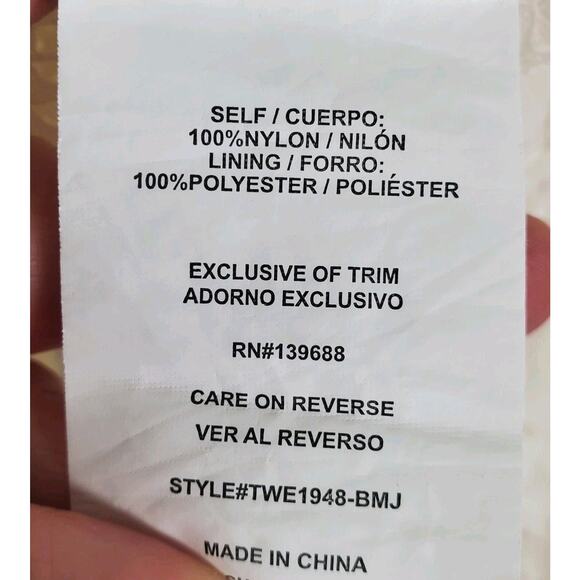 SELF / CUERPO:
100%NYLON / NILÓN
LINING / FORRO:
100%POLYESTER / POLIÉSTER
EXCLUSIVE OF TRIM
ADORNO EXCLUSIVO
RN#139688
CARE ON REVERSE
VER AL REVERSO
STYLE#TWE1948-BMJ
MADE IN CHINA